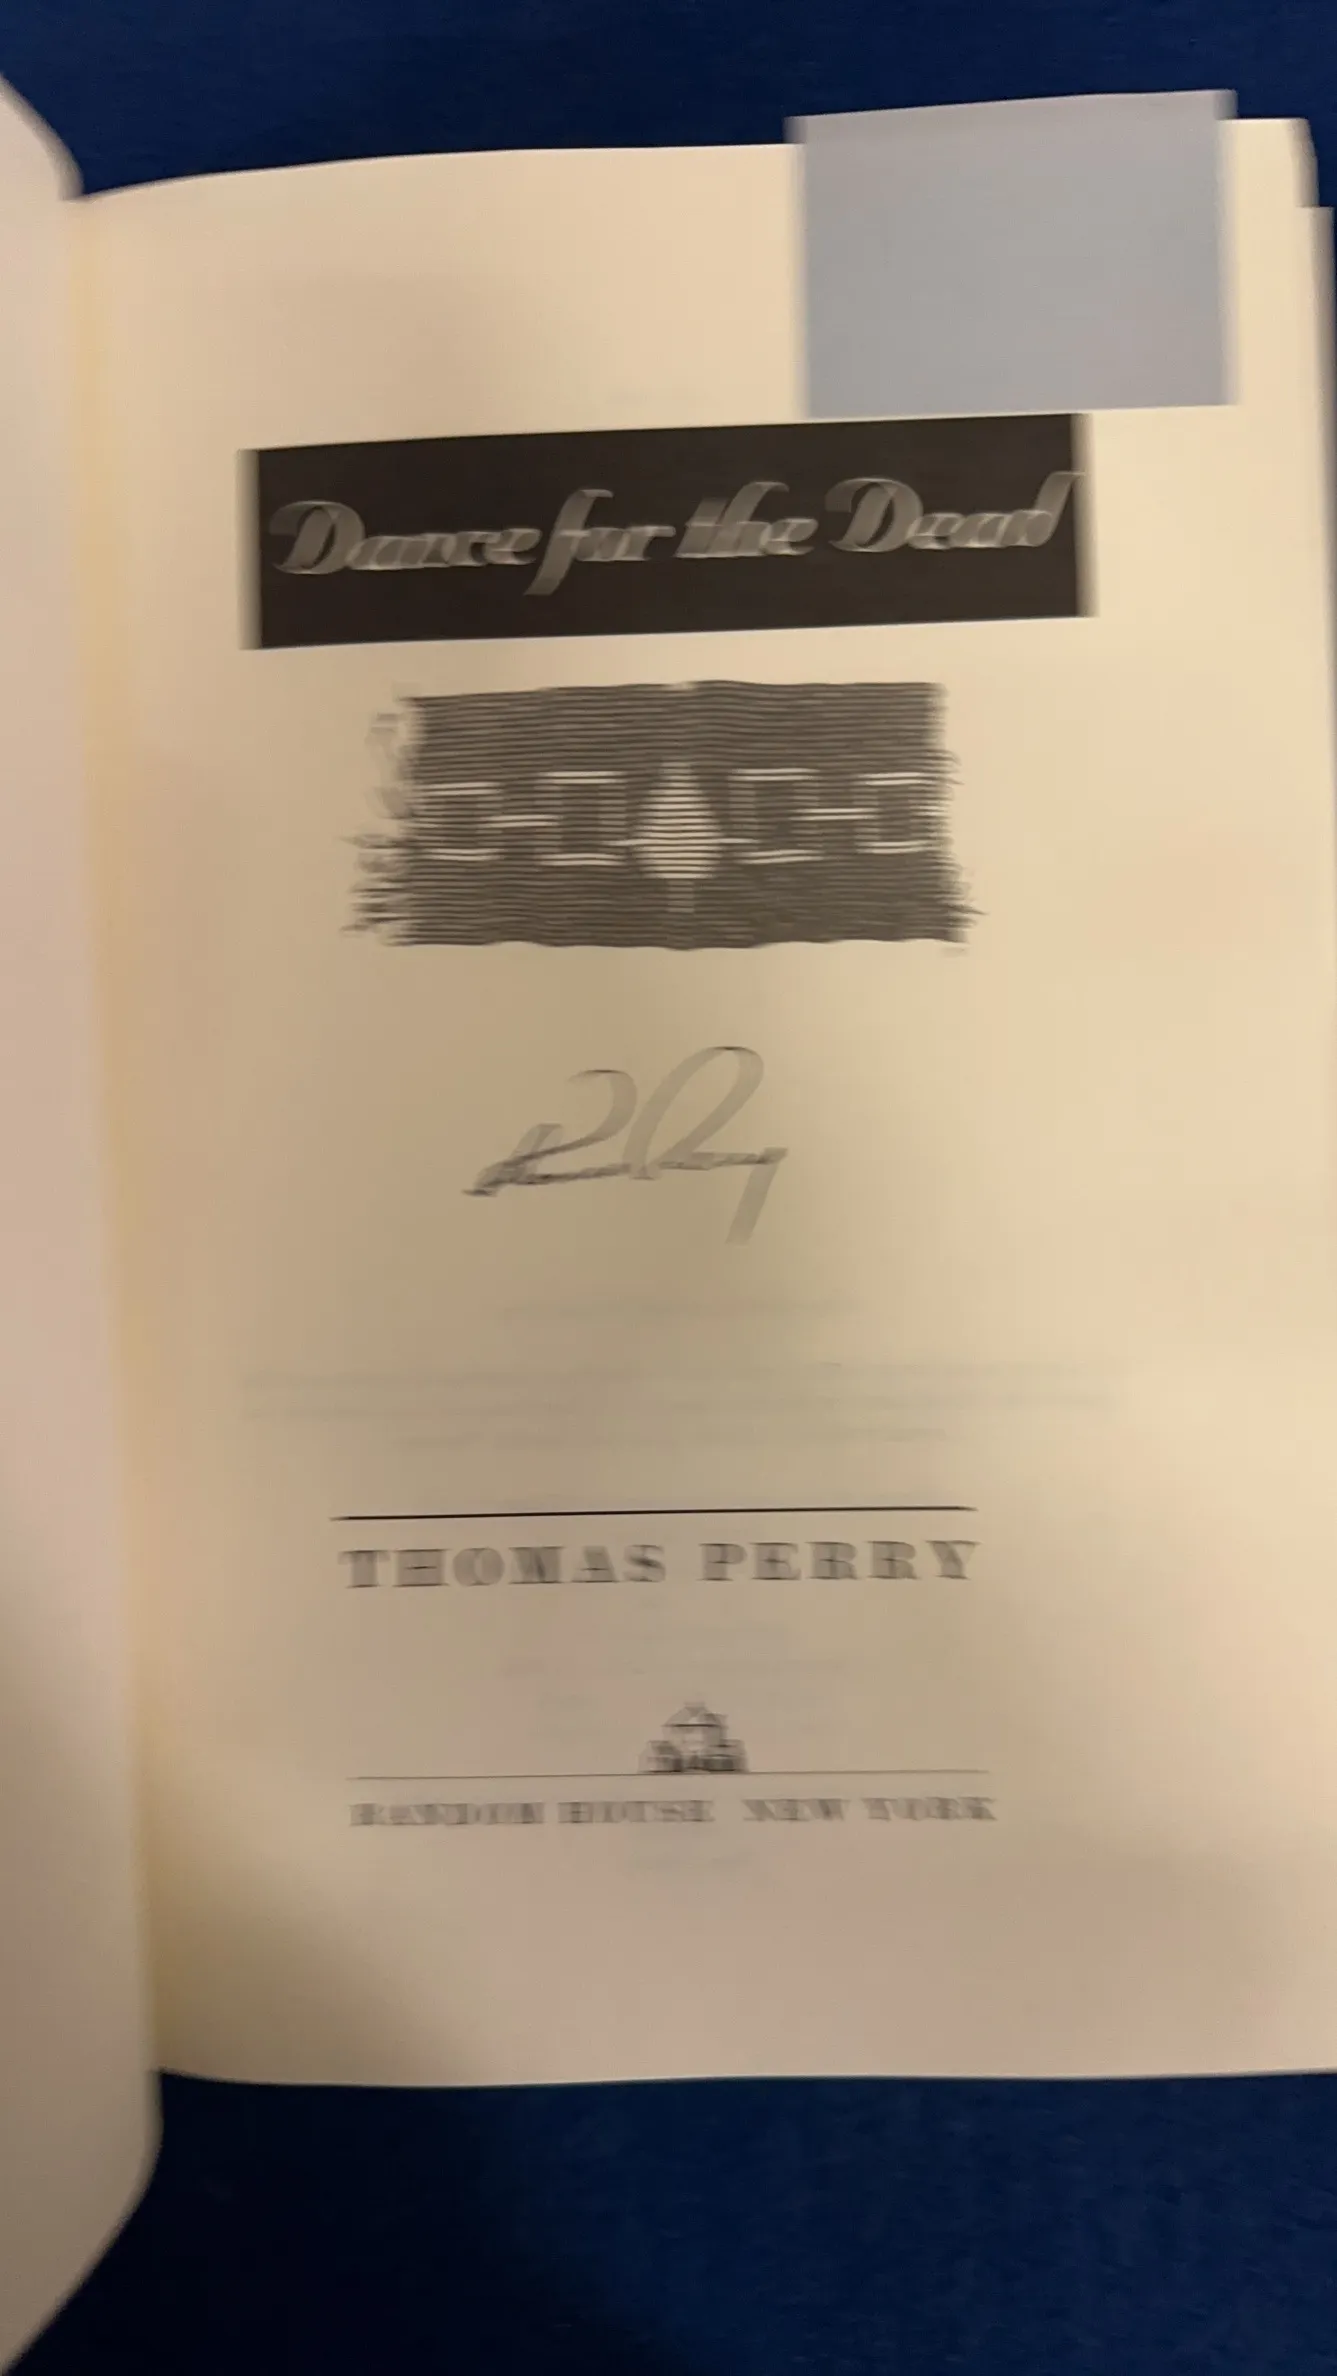 Dance for the Dead
THOMAS PERRY
RANDOM HOUSE NEW YORK